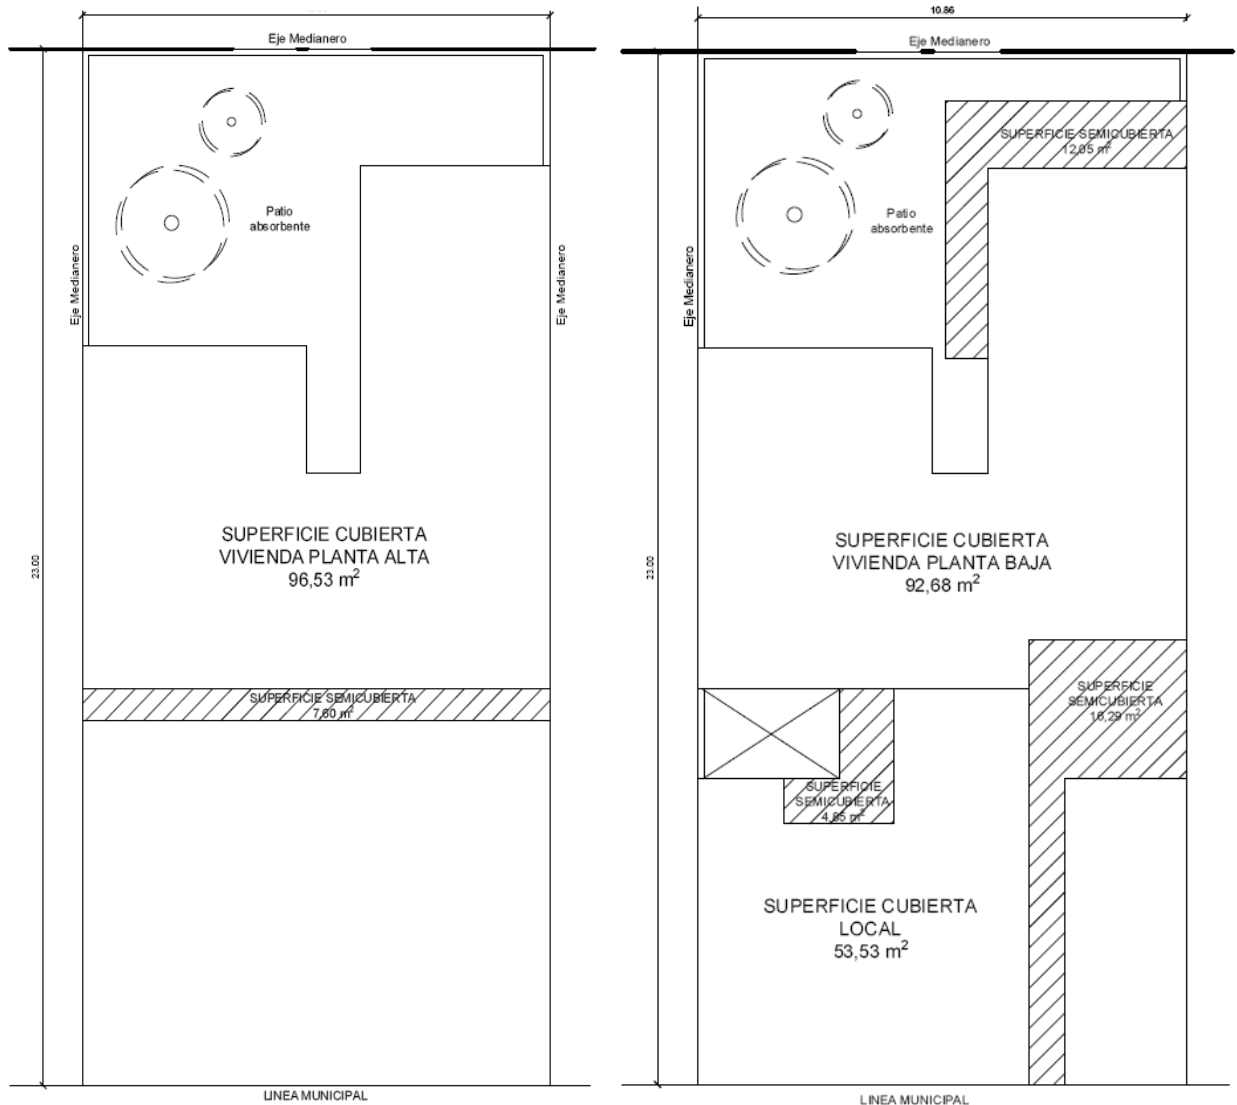 Eje Medianero
Patio
absorbente
Eje Medianero
Eje Medianero
23.00
SUPERFICIE CUBIERTA
VIVIENDA PLANTA ALTA
96,53 m²
SUPERFICIE SEMICUBIERTA
7,60 m²
LINEA MUNICIPAL
10.86
Eje Medianero
SUPERFICIE SEMICUBIERTA
12,05 m²
Patio
absorbente
Eje Medianero
23.00
SUPERFICIE CUBIERTA
VIVIENDA PLANTA BAJA
92,68 m²
SUPERFICIE
SEMICUBIERTA
16,29 m²
SUPERFICIE
SEMICUBIERTA
4,85 m²
SUPERFICIE CUBIERTA
LOCAL
53,53 m²
LINEA MUNICIPAL